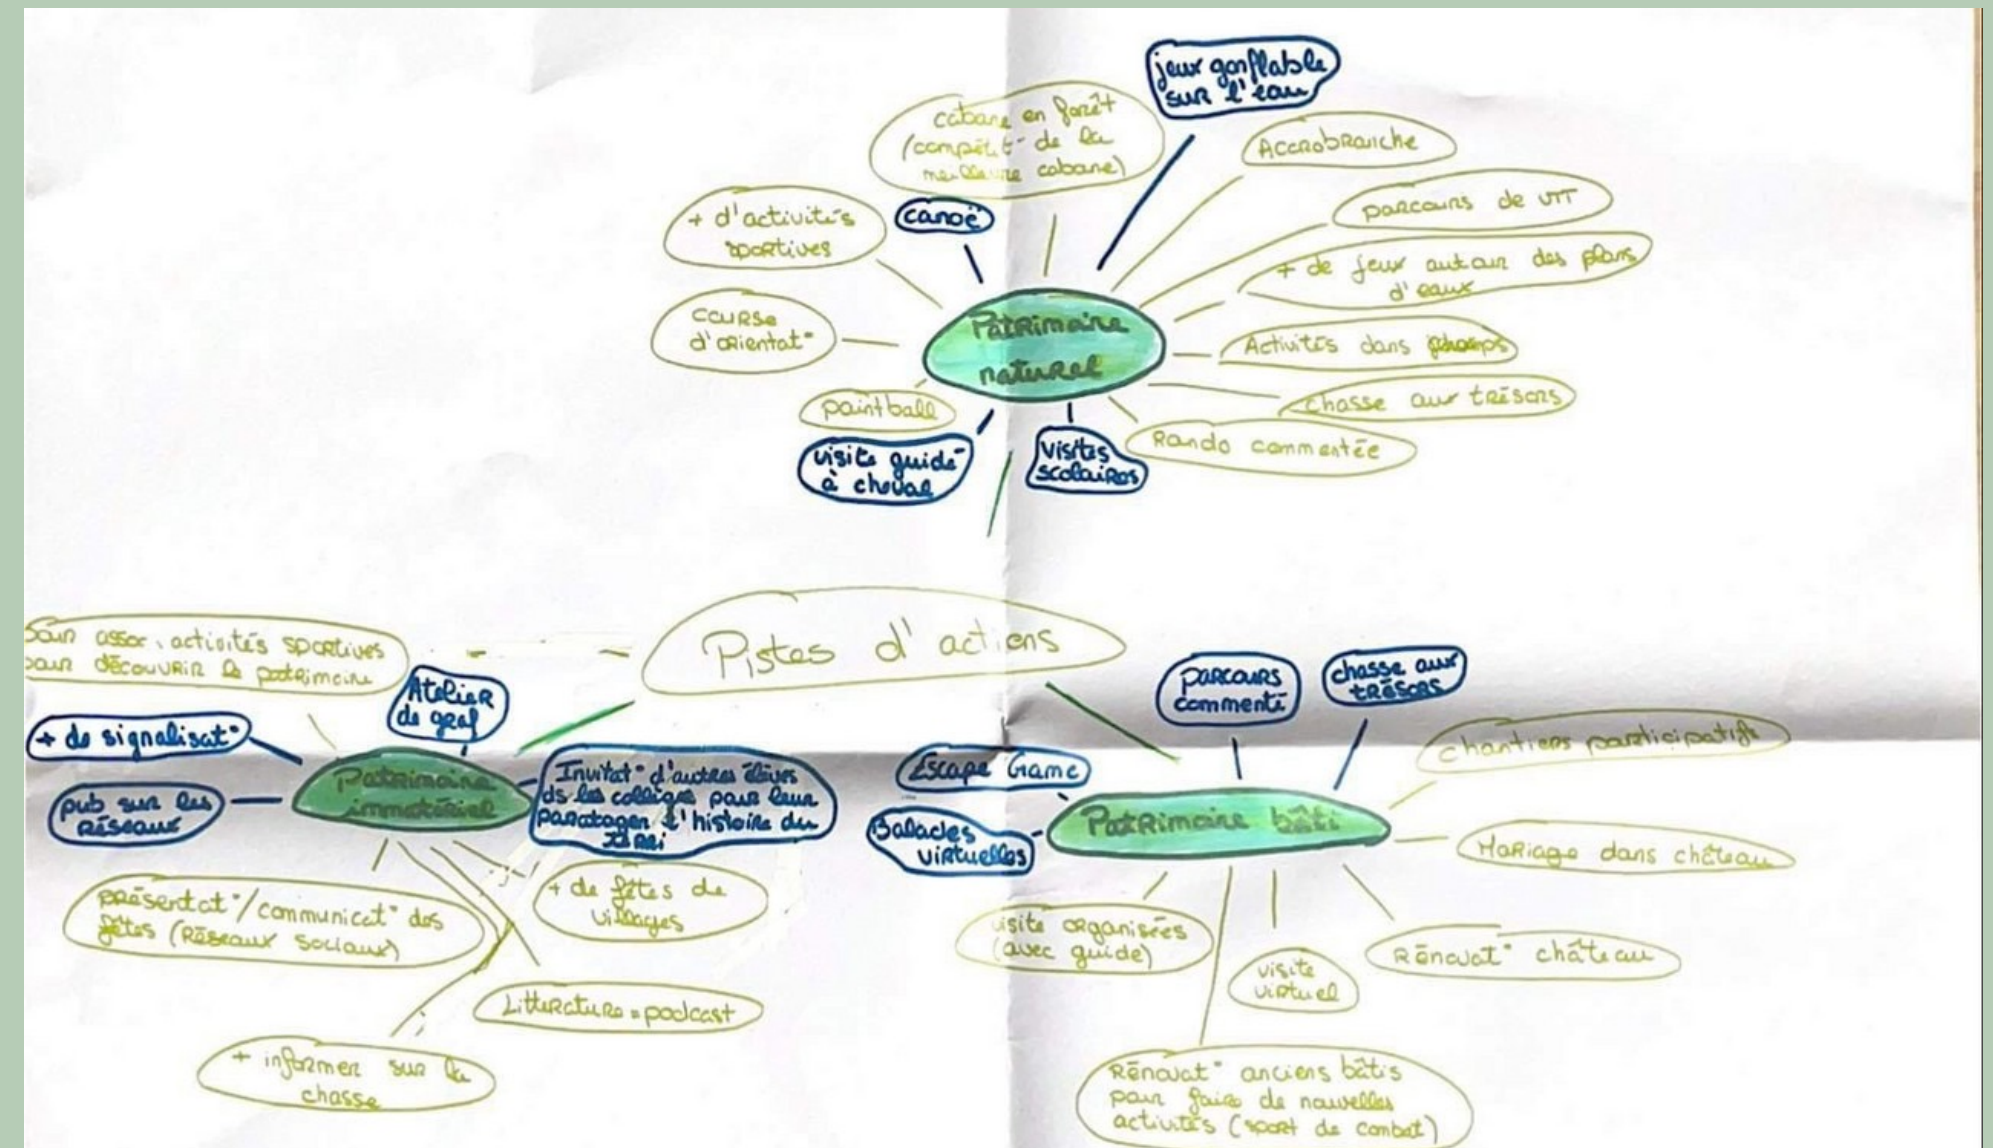 jeux gonflable
sur l'eau
cabane en forêt
(compétit° de la
meilleure cabane)
Accrobranche
+ d'activités
sportives
canoë
parcours de VTT
+ de jeux autour des plans
d'eaux
course
d'orientat°
Patrimoine
naturel
Activités dans champs
chasse aux trésors
paintball
Rando commentée
visite guidé
à cheval
visites
scolaires
Pistes d'actions
assoc. activités sportives
pour découvrir le patrimoine
Atelier
de graf
+ de signalisat°
pub sur les
réseaux
Patrimoine
immatériel
Invitat° d'autres élèves
ds les collèges pour leur
paratager l'histoire du
présentat°/communicat° des
fêtes (Réseaux sociaux)
+ de fêtes de
villages
Litterature = podcast
+ informer sur la
chasse
parcours
commenté
chasse aux
trésors
Escape Game
Balades
virtuelles
Patrimoine bâti
chantiers participatifs
Mariage dans château
visite organisées
(avec guide)
visite
virtuel
Rénovat° château
Rénovat° anciens bâtis
pour faire de nouvelles
activités (sport de combat)